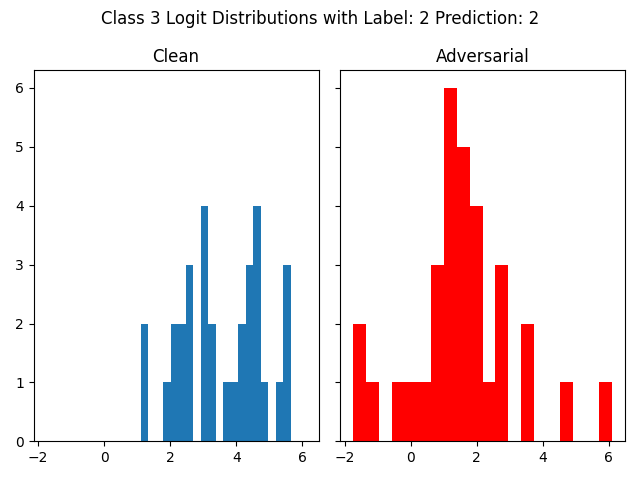 Class 3 Logit Distributions with Label: 2 Prediction: 2
Clean
Adversarial
6
5
4
3
2
1
0
−2 0 2 4 6
−2 0 2 4 6